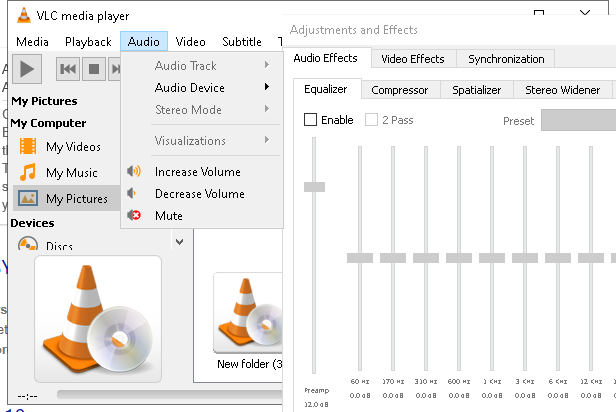 VLC media player
Media Playback Audio Video Subtitle T
Audio Track
Audio Device
Stereo Mode
Visualizations
Increase Volume
Decrease Volume
Mute
My Pictures
My Computer
My Videos
My Music
My Pictures
Devices
Discs
New folder (3
--:--
Adjustments and Effects
Audio Effects Video Effects Synchronization
Equalizer Compressor Spatializer Stereo Widener
Enable 2 Pass Preset
60 Hz 170 Hz 310 Hz 600 Hz 1 KHz 3 KHz 6 KHz 12 KHz
Preamp 0.0 dB 0.0 dB 0.0 dB 0.0 dB 0.0 dB 0.0 dB 0.0 dB 0.0 dB
12.0 dB